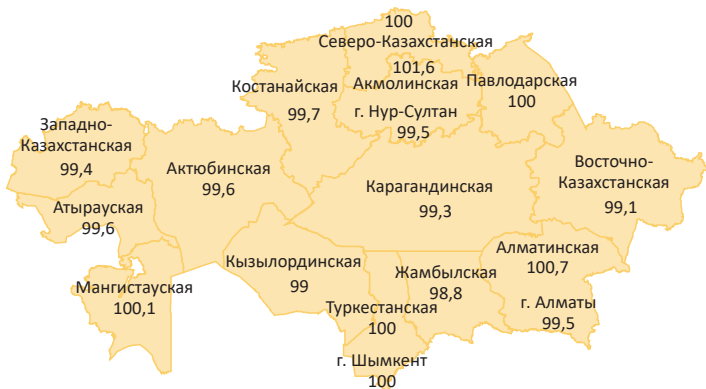 100
Северо-Казахстанская
101,6
Акмолинская
г. Нур-Султан
99,5
Костанайская
99,7
Павлодарская
100
Западно-
Казахстанская
99,4
Актюбинская
99,6
Атырауская
99,6
Мангистауская
100,1
Карагандинская
99,3
Восточно-
Казахстанская
99,1
Кызылординская
99
Жамбылская
98,8
Алматинская
100,7
г. Алматы
99,5
Туркестанская
100
г. Шымкент
100